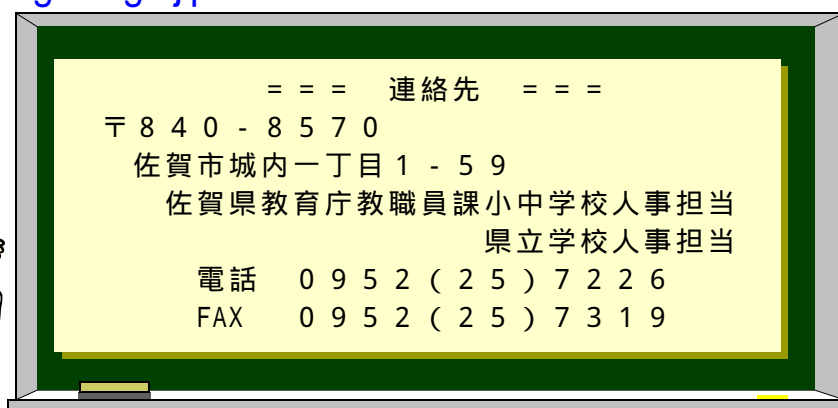 ＝＝＝　連絡先　＝＝＝
〒８４０-８５７０
佐賀市城内一丁目１-５９
佐賀県教育庁教職員課小中学校人事担当
県立学校人事担当
電話　０９５２(２５)７２２６
FAX　０９５２(２５)７３１９